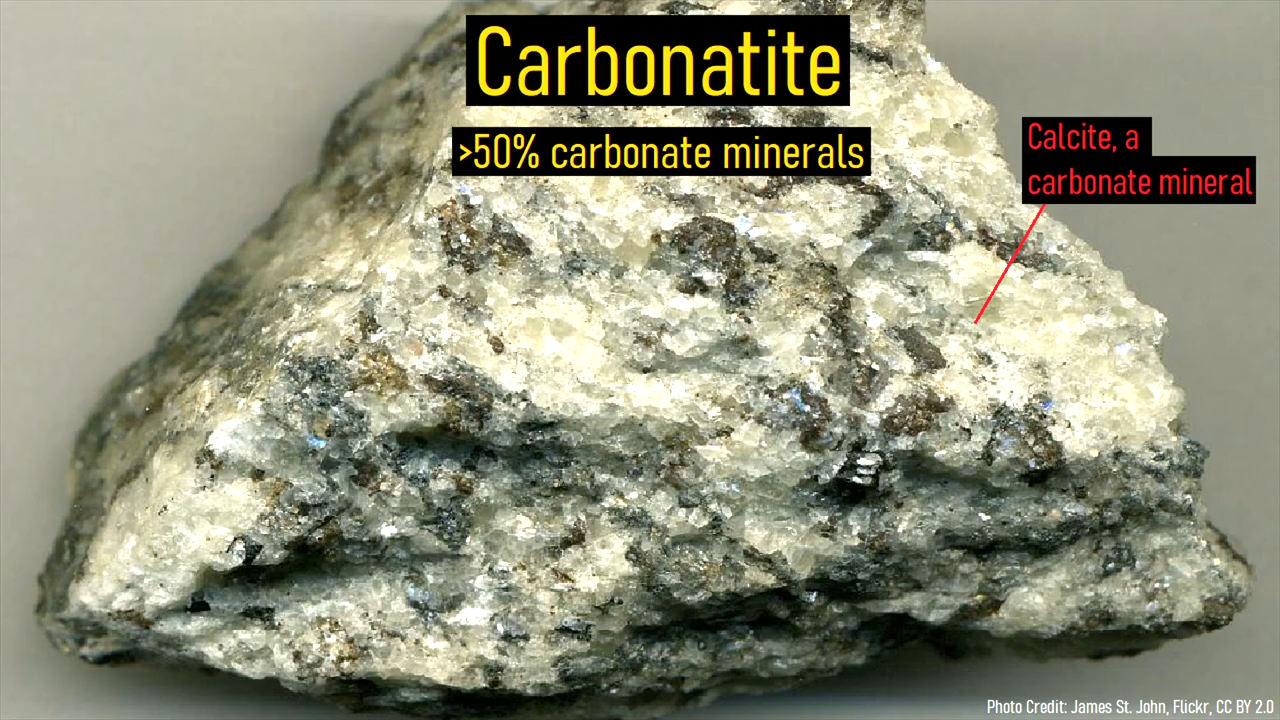 Carbonatite
>50% carbonate minerals
Calcite, a
carbonate mineral
Photo Credit: James St. John, Flickr, CC BY 2.0